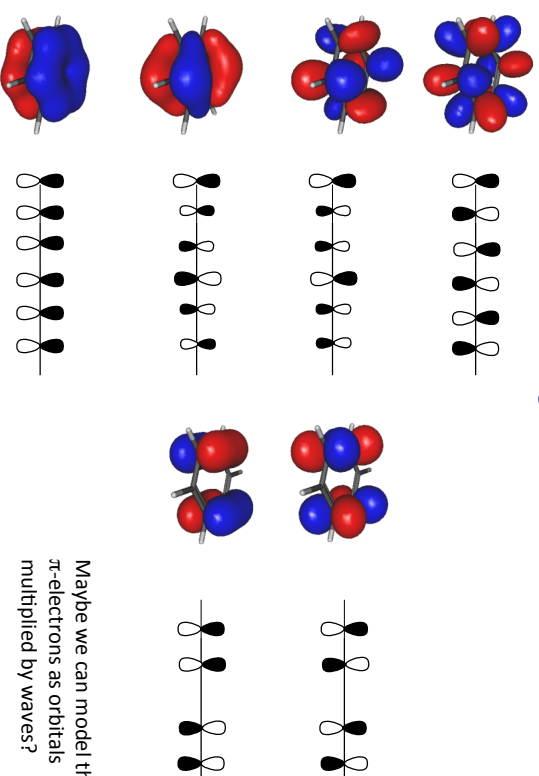 Maybe we can model th
π-electrons as orbitals
multiplied by waves?